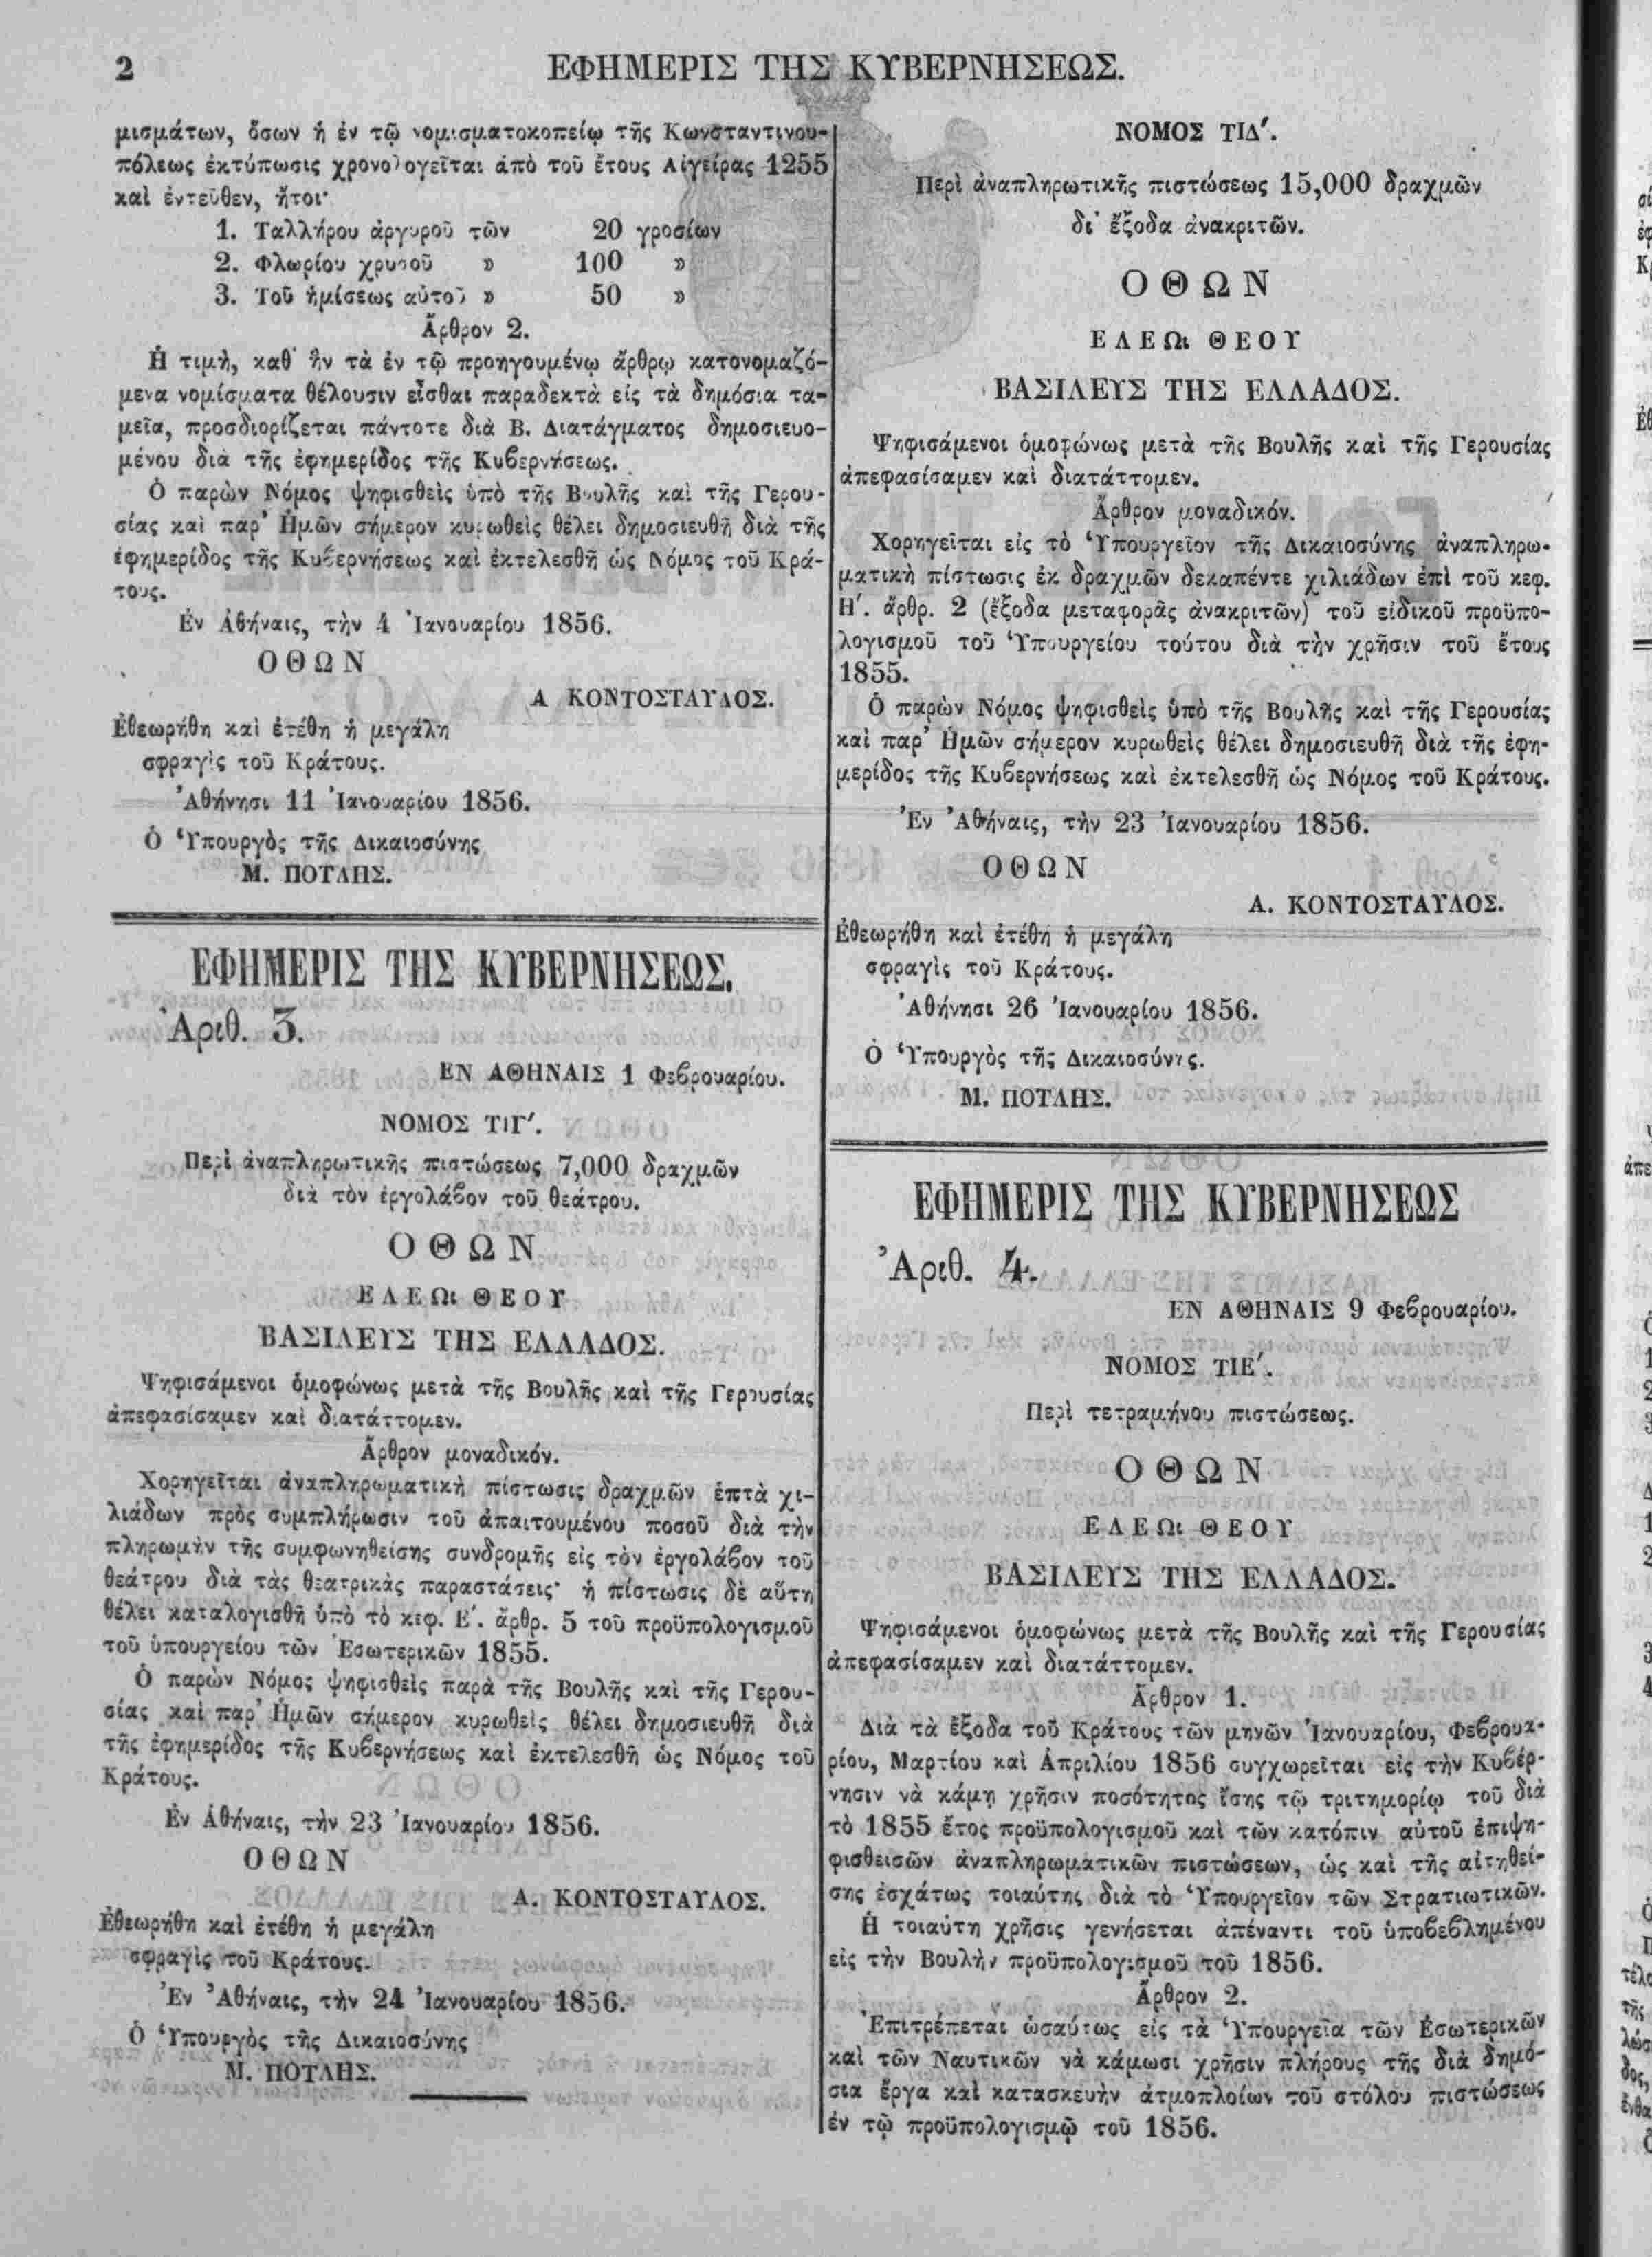 2
ΕΦΗΜΕΡΙΣ ΤΗΣ ΚΥΒΕΡΝΗΣΕΩΣ.
μισμάτων, ὅσων ἡ ἐν τῷ νομισματοκοπείῳ τῆς Κωνσταντινου-
πόλεως ἐκτύπωσις χρονολογεῖται ἀπὸ τοῦ ἔτους Αἰγείρας 1255
καὶ ἐντεῦθεν, ἤτοι·
1. Ταλλήρου ἀργυροῦ τῶν 20 γροσίων
2. Φλωρίου χρυσοῦ » 100 »
3. Τοῦ ἡμίσεως αὐτοῦ » 50 »
Ἄρθρον 2.
Ἡ τιμὴ, καθ' ἣν τὰ ἐν τῷ προηγουμένῳ ἄρθρῳ κατονομαζό-
μενα νομίσματα θέλουσιν εἶσθαι παραδεκτὰ εἰς τὰ δημόσια τα-
μεῖα, προσδιορίζεται πάντοτε διὰ Β. Διατάγματος δημοσιευο-
μένου διὰ τῆς ἐφημερίδος τῆς Κυβερνήσεως.
Ὁ παρὼν Νόμος ψηφισθεὶς ὑπὸ τῆς Βουλῆς καὶ τῆς Γερου-
σίας καὶ παρ' Ἡμῶν σήμερον κυρωθεὶς θέλει δημοσιευθῆ διὰ τῆς
ἐφημερίδος τῆς Κυβερνήσεως καὶ ἐκτελεσθῆ ὡς Νόμος τοῦ Κρά-
τους.
Ἐν Ἀθήναις, τὴν 4 Ἰανουαρίου 1856.
ΟΘΩΝ
Α ΚΟΝΤΟΣΤΑΥΛΟΣ.
Ἐθεωρήθη καὶ ἐτέθη ἡ μεγάλη
σφραγὶς τοῦ Κράτους.
Ἀθήνησι 11 Ἰανουαρίου 1856.
Ὁ Ὑπουργὸς τῆς Δικαιοσύνης
Μ. ΠΟΤΛΗΣ.
ΕΦΗΜΕΡΙΣ ΤΗΣ ΚΥΒΕΡΝΗΣΕΩΣ.
Ἀριθ. 3.
ΕΝ ΑΘΗΝΑΙΣ 1 Φεβρουαρίου.
ΝΟΜΟΣ ΤΙΓ'.
Περὶ ἀναπληρωτικῆς πιστώσεως 7,000 δραχμῶν
διὰ τὸν ἐργολάβον τοῦ θεάτρου.
ΟΘΩΝ
ΕΛΕΩι ΘΕΟΥ
ΒΑΣΙΛΕΥΣ ΤΗΣ ΕΛΛΑΔΟΣ.
Ψηφισάμενοι ὁμοφώνως μετὰ τῆς Βουλῆς καὶ τῆς Γερουσίας
ἀπεφασίσαμεν καὶ διατάττομεν.
Ἄρθρον μοναδικόν.
Χορηγεῖται ἀναπληρωματικὴ πίστωσις δραχμῶν ἑπτὰ χι-
λιάδων πρὸς συμπλήρωσιν τοῦ ἀπαιτουμένου ποσοῦ διὰ τὴν
πληρωμὴν τῆς συμφωνηθείσης συνδρομῆς εἰς τὸν ἐργολάβον τοῦ
θεάτρου διὰ τὰς θεατρικὰς παραστάσεις· ἡ πίστωσις δὲ αὕτη
θέλει καταλογισθῆ ὑπὸ τὸ κεφ. Ε'. ἄρθρ. 5 τοῦ προϋπολογισμοῦ
τοῦ ὑπουργείου τῶν Ἐσωτερικῶν 1855.
Ὁ παρὼν Νόμος ψηφισθεὶς παρὰ τῆς Βουλῆς καὶ τῆς Γερου-
σίας καὶ παρ' Ἡμῶν σήμερον κυρωθεὶς θέλει δημοσιευθῆ διὰ
τῆς ἐφημερίδος τῆς Κυβερνήσεως καὶ ἐκτελεσθῆ ὡς Νόμος τοῦ
Κράτους.
Ἐν Ἀθήναις, τὴν 23 Ἰανουαρίου 1856.
ΟΘΩΝ
Α. ΚΟΝΤΟΣΤΑΥΛΟΣ.
Ἐθεωρήθη καὶ ἐτέθη ἡ μεγάλη
σφραγὶς τοῦ Κράτους.
Ἐν Ἀθήναις, τὴν 24 Ἰανουαρίου 1856.
Ὁ Ὑπουργὸς τῆς Δικαιοσύνης
Μ. ΠΟΤΛΗΣ.
ΝΟΜΟΣ ΤΙΔ'.
Περὶ ἀναπληρωτικῆς πιστώσεως 15,000 δραχμῶν
δι' ἔξοδα ἀνακριτῶν.
ΟΘΩΝ
ΕΛΕΩι ΘΕΟΥ
ΒΑΣΙΛΕΥΣ ΤΗΣ ΕΛΛΑΔΟΣ.
Ψηφισάμενοι ὁμοφώνως μετὰ τῆς Βουλῆς καὶ τῆς Γερουσίας
ἀπεφασίσαμεν καὶ διατάττομεν.
Ἄρθρον μοναδικόν.
Χορηγεῖται εἰς τὸ Ὑπουργεῖον τῆς Δικαιοσύνης ἀναπληρω-
ματικὴ πίστωσις ἐκ δραχμῶν δεκαπέντε χιλιάδων ἐπὶ τοῦ κεφ.
Η'. ἄρθρ. 2 (ἔξοδα μεταφορᾶς ἀνακριτῶν) τοῦ εἰδικοῦ προϋπο-
λογισμοῦ τοῦ Ὑπουργείου τούτου διὰ τὴν χρῆσιν τοῦ ἔτους
1855.
Ὁ παρὼν Νόμος ψηφισθεὶς ὑπὸ τῆς Βουλῆς καὶ τῆς Γερουσίας
καὶ παρ' Ἡμῶν σήμερον κυρωθεὶς θέλει δημοσιευθῆ διὰ τῆς ἐφη-
μερίδος τῆς Κυβερνήσεως καὶ ἐκτελεσθῆ ὡς Νόμος τοῦ Κράτους.
Ἐν Ἀθήναις, τὴν 23 Ἰανουαρίου 1856.
ΟΘΩΝ
Α. ΚΟΝΤΟΣΤΑΥΛΟΣ.
Ἐθεωρήθη καὶ ἐτέθη ἡ μεγάλη
σφραγὶς τοῦ Κράτους.
Ἀθήνησι 26 Ἰανουαρίου 1856.
Ὁ Ὑπουργὸς τῆς Δικαιοσύνης.
Μ. ΠΟΤΛΗΣ.
ΕΦΗΜΕΡΙΣ ΤΗΣ ΚΥΒΕΡΝΗΣΕΩΣ
Ἀριθ. 4.
ΕΝ ΑΘΗΝΑΙΣ 9 Φεβρουαρίου.
ΝΟΜΟΣ ΤΙΕ'.
Περὶ τετραμήνου πιστώσεως.
ΟΘΩΝ
ΕΛΕΩι ΘΕΟΥ
ΒΑΣΙΛΕΥΣ ΤΗΣ ΕΛΛΑΔΟΣ.
Ψηφισάμενοι ὁμοφώνως μετὰ τῆς Βουλῆς καὶ τῆς Γερουσίας
ἀπεφασίσαμεν καὶ διατάττομεν.
Ἄρθρον 1.
Διὰ τὰ ἔξοδα τοῦ Κράτους τῶν μηνῶν Ἰανουαρίου, Φεβρουα-
ρίου, Μαρτίου καὶ Ἀπριλίου 1856 συγχωρεῖται εἰς τὴν Κυβέρ-
νησιν νὰ κάμῃ χρῆσιν ποσότητος ἴσης τῷ τριτημορίῳ τοῦ διὰ
τὸ 1855 ἔτος προϋπολογισμοῦ καὶ τῶν κατόπιν αὐτοῦ ἐπιψη-
φισθεισῶν ἀναπληρωματικῶν πιστώσεων, ὡς καὶ τῆς αἰτηθεί-
σης ἐσχάτως τοιαύτης διὰ τὸ Ὑπουργεῖον τῶν Στρατιωτικῶν.
Ἡ τοιαύτη χρῆσις γενήσεται ἀπέναντι τοῦ ὑποβεβλημένου
εἰς τὴν Βουλὴν προϋπολογισμοῦ τοῦ 1856.
Ἄρθρον 2.
Ἐπιτρέπεται ὡσαύτως εἰς τὰ Ὑπουργεῖα τῶν Ἐσωτερικῶν
καὶ τῶν Ναυτικῶν νὰ κάμωσι χρῆσιν πλήρους τῆς διὰ δημό-
σια ἔργα καὶ κατασκευὴν ἀτμοπλοίων τοῦ στόλου πιστώσεως
ἐν τῷ προϋπολογισμῷ τοῦ 1856.